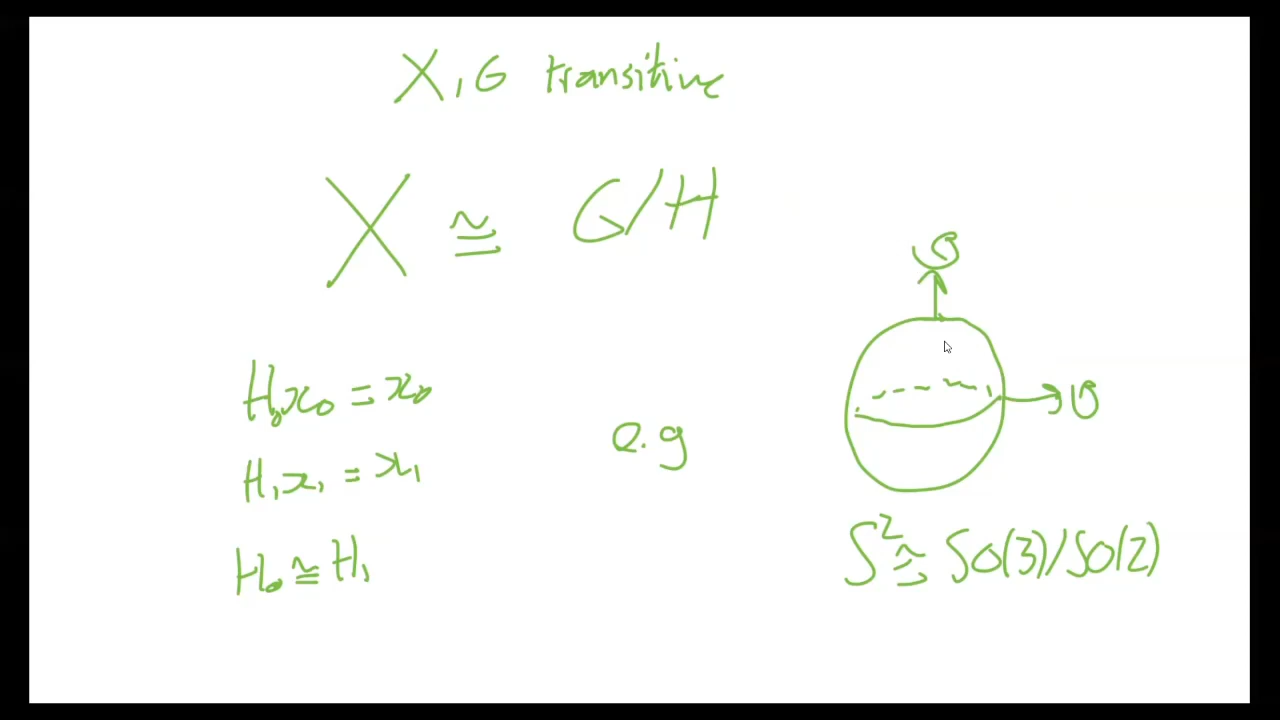 X, G transitive
X ≅ G/H
H₀x₀ = x₀
H₁x₁ = x₁
H₀ ≅ H₁
e.g
S² ≅ SO(3)/SO(2)